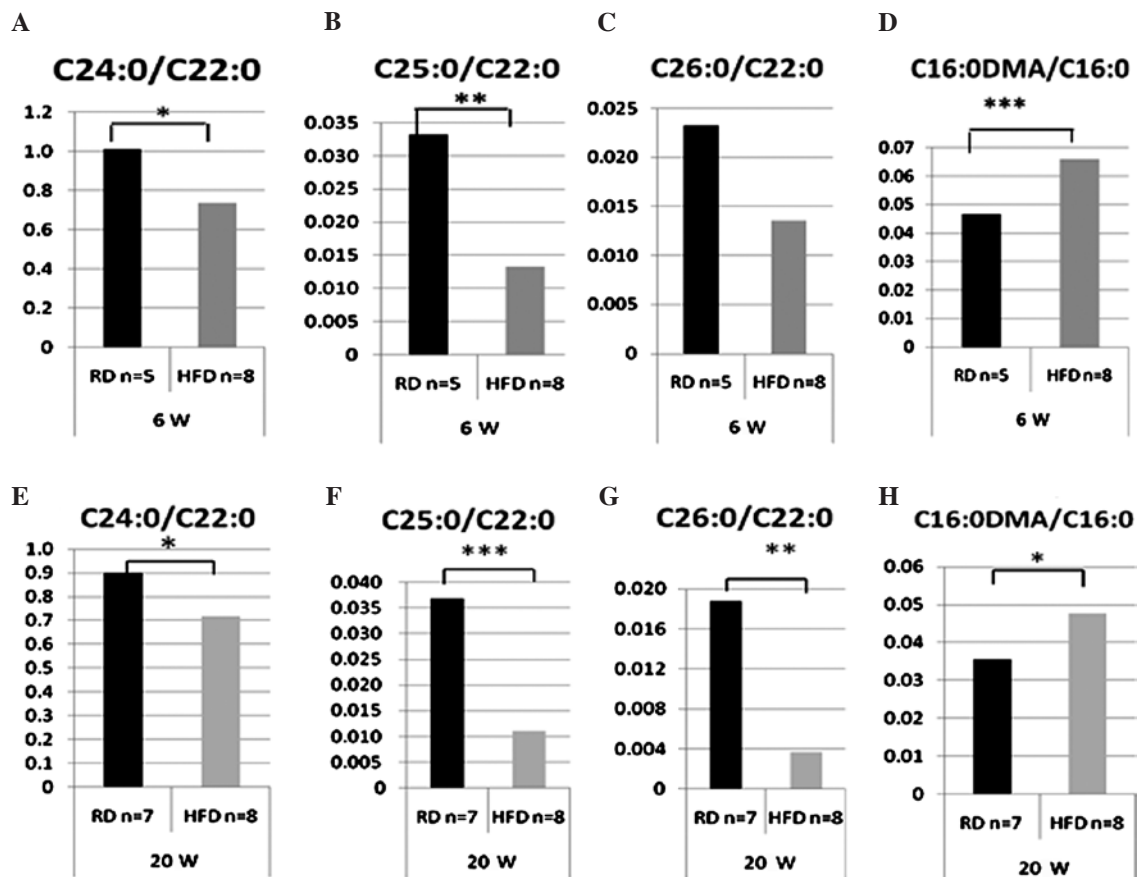 A
C24:0/C22:0
*
1.2
1.0
0.8
0.6
0.4
0.2
0
RD n=5
HFD n=8
6 W
B
C25:0/C22:0
**
0.035
0.030
0.025
0.020
0.015
0.010
0.005
0
RD n=5
HFD n=8
6 W
C
C26:0/C22:0
0.025
0.020
0.015
0.010
0.005
0
RD n=5
HFD n=8
6 W
D
C16:0DMA/C16:0
***
0.07
0.06
0.05
0.04
0.03
0.02
0.01
0
RD n=5
HFD n=8
6 W
E
C24:0/C22:0
*
1.0
0.9
0.8
0.7
0.6
0.5
0.4
0.3
0.2
0.1
0
RD n=7
HFD n=8
20 W
F
C25:0/C22:0
***
0.040
0.035
0.030
0.025
0.020
0.015
0.010
0.005
0
RD n=7
HFD n=8
20 W
G
C26:0/C22:0
**
0.020
0.016
0.012
0.008
0.004
0
RD n=7
HFD n=8
20 W
H
C16:0DMA/C16:0
*
0.06
0.05
0.04
0.03
0.02
0.01
0
RD n=7
HFD n=8
20 W